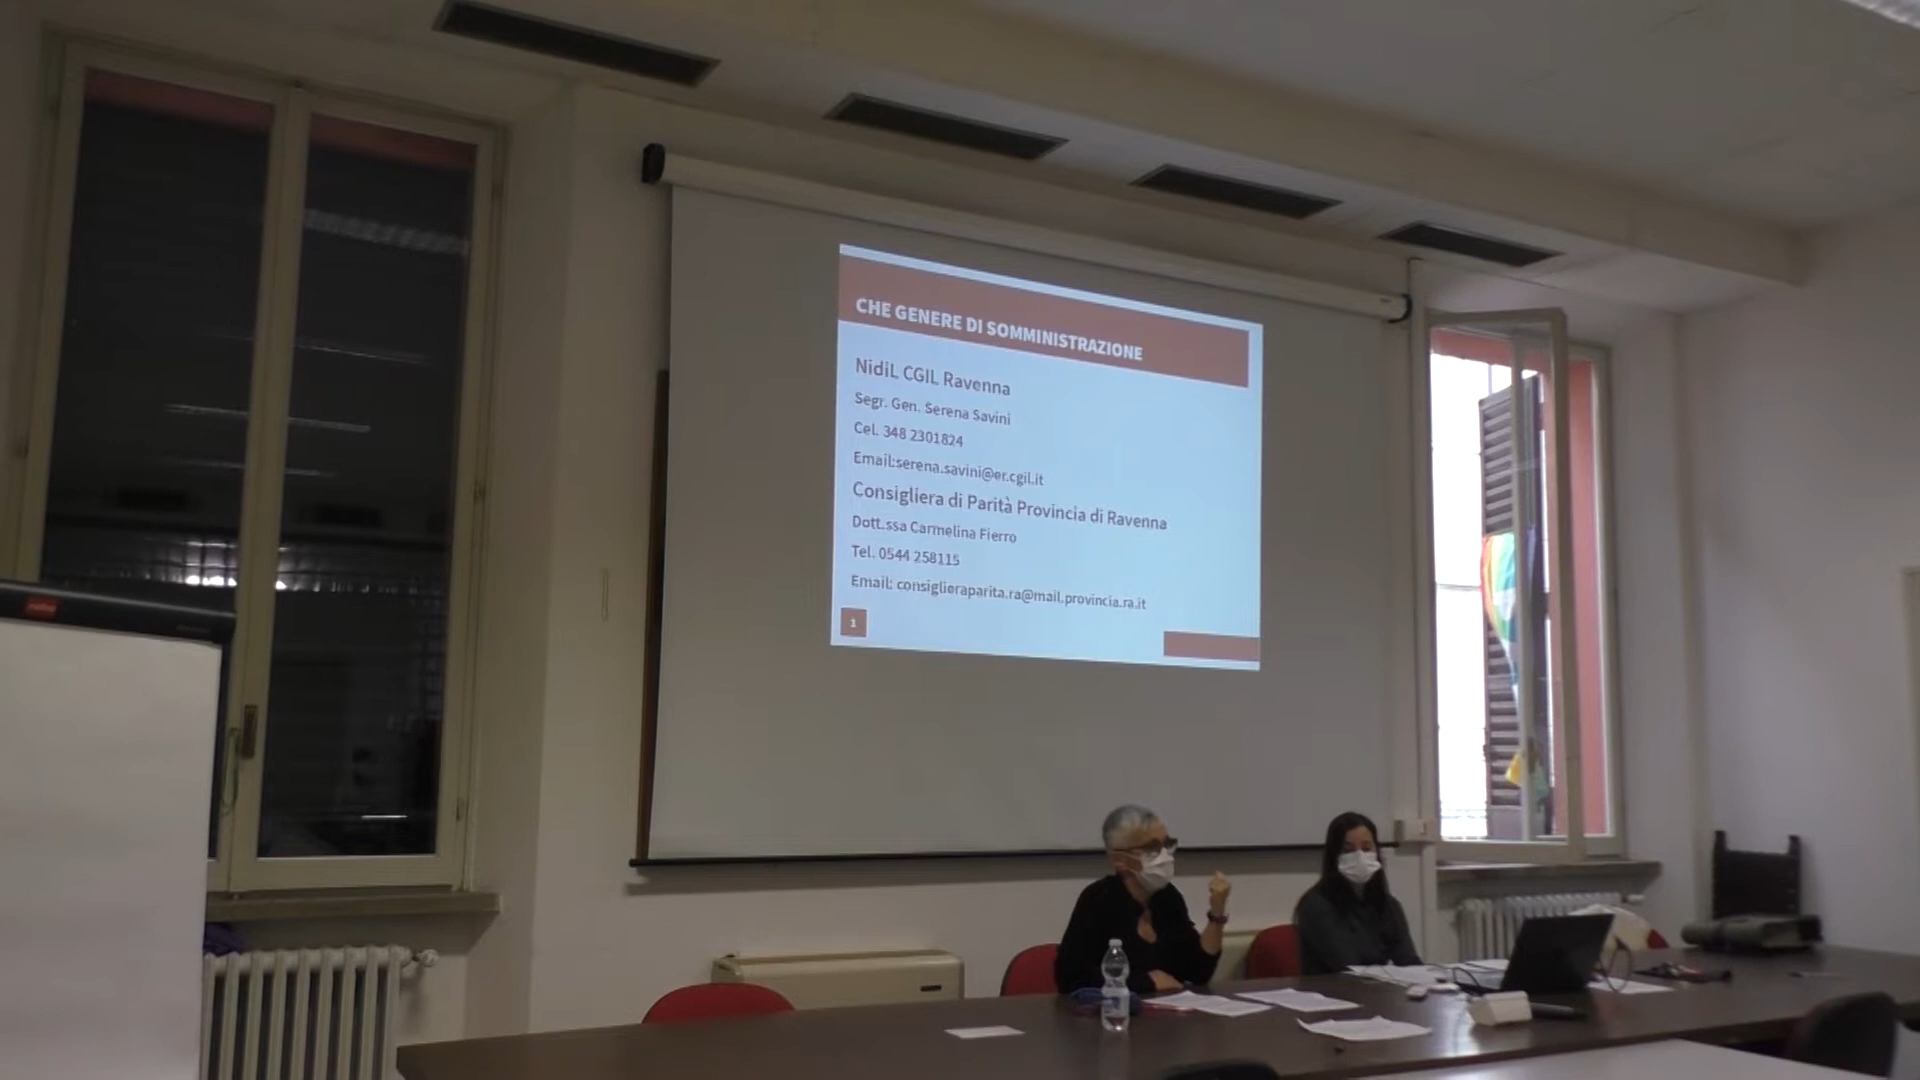 CHE GENERE DI SOMMINISTRAZIONE
NidiL CGIL Ravenna
Segr. Gen. Serena Savini
Cel. 348 2301824
Email:serena.savini@er.cgil.it
Consigliera di Parità Provincia di Ravenna
Dott.ssa Carmelina Fierro
Tel. 0544 258115
Email: consiglieraparita.ra@mail.provincia.ra.it
1